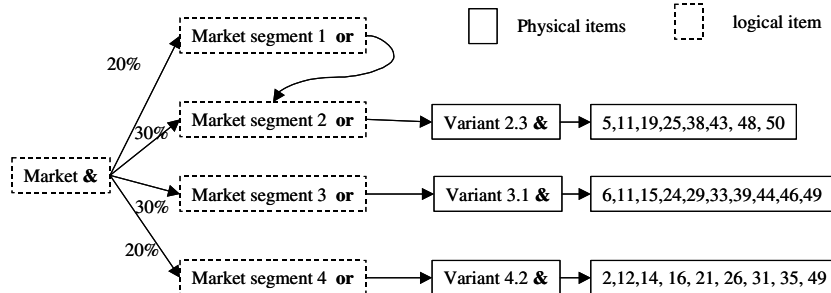 Market segment 1 or
Physical items
logical item
20%
Market segment 2 or
Variant 2.3 &
5,11,19,25,38,43, 48, 50
30%
Market &
Market segment 3 or
Variant 3.1 &
6,11,15,24,29,33,39,44,46,49
30%
20%
Market segment 4 or
Variant 4.2 &
2,12,14, 16, 21, 26, 31, 35, 49